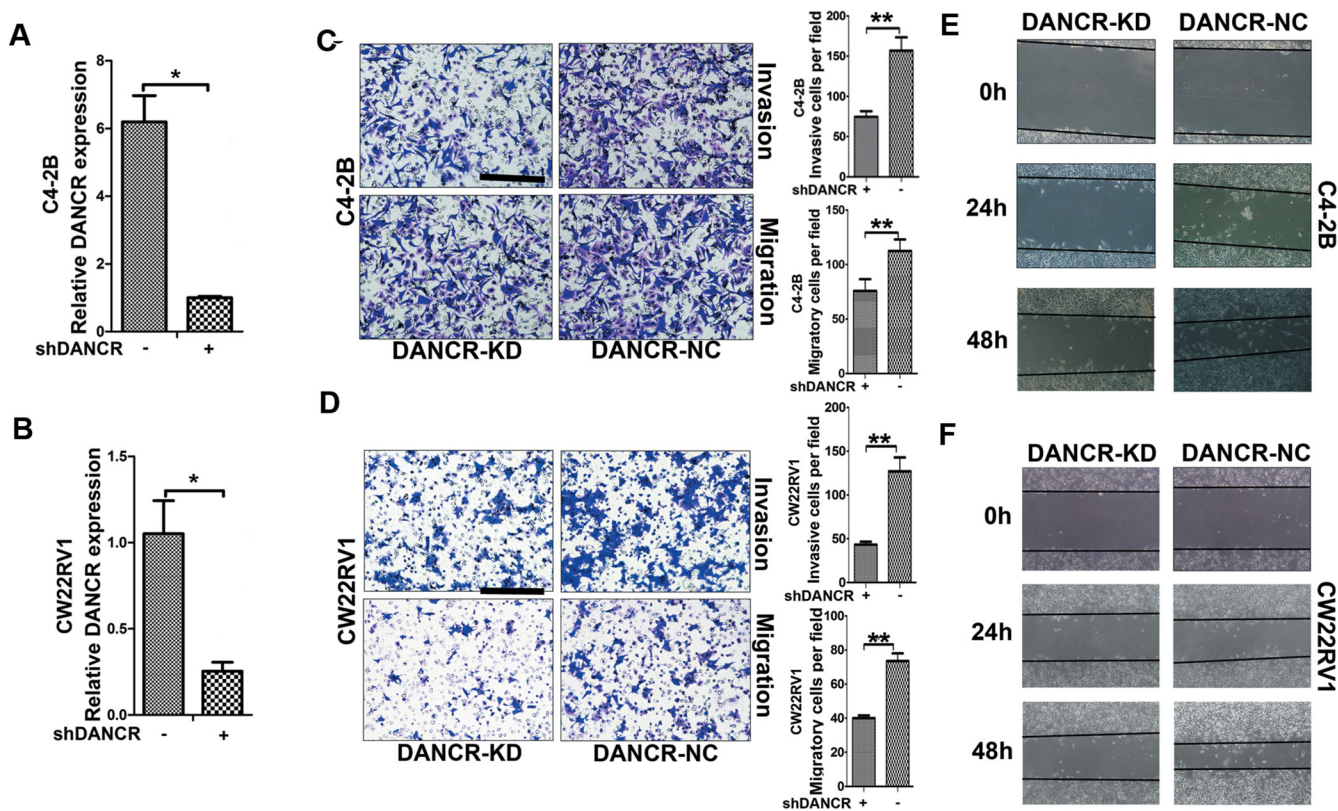 A
C4-2B
Relative DANCR expression
8
6
4
2
0
*
shDANCR - +
B
CW22RV1
Relative DANCR expression
1.5
1.0
0.5
0.0
*
shDANCR - +
C
C4-2B
Invasion
Migration
DANCR-KD DANCR-NC
C4-2B
Invasive cells per field
200
150
100
50
0
**
shDANCR + -
C4-2B
Migratory cells per field
150
100
50
0
**
shDANCR + -
D
CW22RV1
Invasion
Migration
DANCR-KD DANCR-NC
CW22RV1
Invasive cells per field
200
150
100
50
0
**
shDANCR + -
CW22RV1
Migratory cells per field
100
80
60
40
20
0
**
shDANCR + -
E
DANCR-KD DANCR-NC
0h
24h
48h
C4-2B
F
DANCR-KD DANCR-NC
0h
24h
48h
CW22RV1